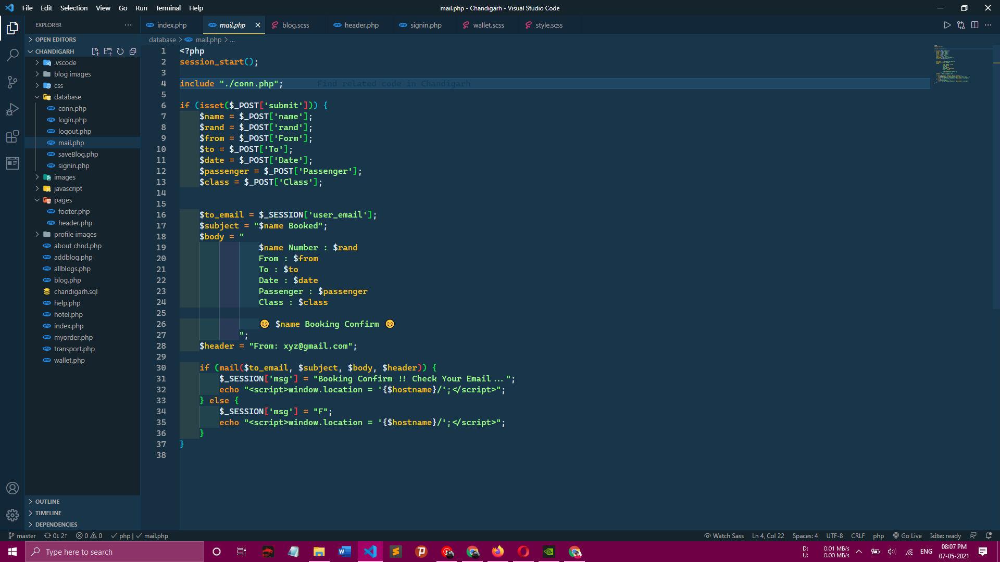 File Edit Selection View Go Run Terminal Help
mail.php - Chandigarh - Visual Studio Code
EXPLORER
index.php
mail.php
blog.scss
header.php
signin.php
wallet.scss
style.scss
OPEN EDITORS
database > mail.php > ...
CHANDIGARH
.vscode
blog images
css
database
conn.php
login.php
logout.php
mail.php
saveBlog.php
signin.php
images
javascript
pages
footer.php
header.php
profile images
about chnd.php
addblog.php
allblogs.php
blog.php
chandigarh.sql
help.php
hotel.php
index.php
myorder.php
transport.php
wallet.php
OUTLINE
TIMELINE
DEPENDENCIES
1 <?php
2 session_start();
3
4 include "./conn.php"; Find related code in Chandigarh
5
6 if (isset($_POST['submit'])) {
7 $name = $_POST['name'];
8 $rand = $_POST['rand'];
9 $from = $_POST['Form'];
10 $to = $_POST['To'];
11 $date = $_POST['Date'];
12 $passenger = $_POST['Passenger'];
13 $class = $_POST['Class'];
14
15
16 $to_email = $_SESSION['user_email'];
17 $subject = "$name Booked";
18 $body = "
19 $name Number : $rand
20 From : $from
21 To : $to
22 Date : $date
23 Passenger : $passenger
24 Class : $class
25
26 😊 $name Booking Confirm 😊
27 ";
28 $header = "From: xyz@gmail.com";
29
30 if (mail($to_email, $subject, $body, $header)) {
31 $_SESSION['msg'] = "Booking Confirm !! Check Your Email...";
32 echo "<script>window.location = '{$hostname}/';</script>";
33 } else {
34 $_SESSION['msg'] = "F";
35 echo "<script>window.location = '{$hostname}/';</script>";
36 }
37 }
38
master 0↓ 2↑ 0 0 ✓ php | ✓ mail.php
Watch Sass Ln 4, Col 22 Spaces: 4 UTF-8 CRLF php Go Live kite: ready
Type here to search
D: 0.01 MB/s
U: 0.00 MB/s
ENG
08:07 PM
07-05-2021